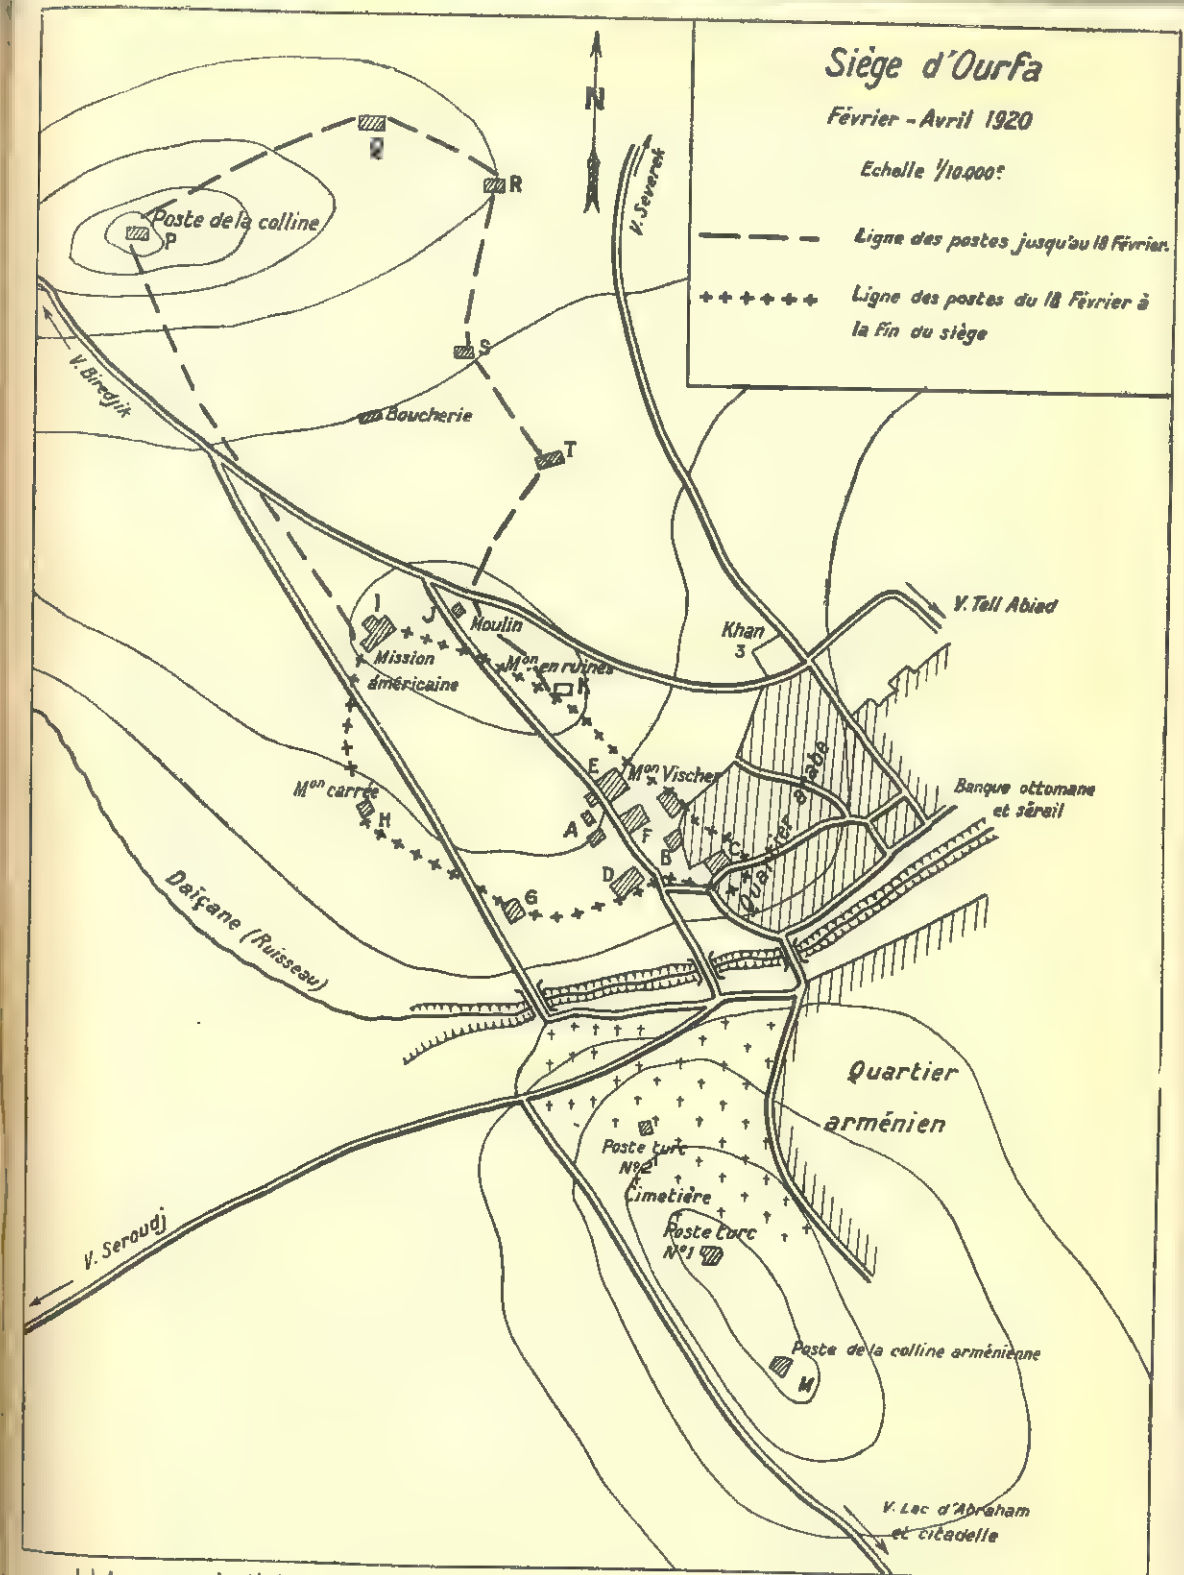 Siège d'Ourfa
Février - Avril 1920
Echelle 1/10.000e
Ligne des postes jusqu'au 18 Février.
Ligne des postes du 18 Février à
la fin du siège
N
V. Severek
Q
R
Poste de la colline
P
S
V. Biredjik
Boucherie
T
V. Tell Abiad
Khan
3
I
J
Moulin
Mission
américaine
Mon en ruines
K
E
Mon Vischer
Quartier arabe
Banque ottomane
et sérail
Mon carrée
H
A
F
B
C
D
G
Daïçane (Ruisseau)
Quartier
arménien
Poste turc
No2
Cimetière
Poste turc
No1
V. Seroudj
Poste de la colline arménienne
M
V. Lac d'Abraham
et citadelle